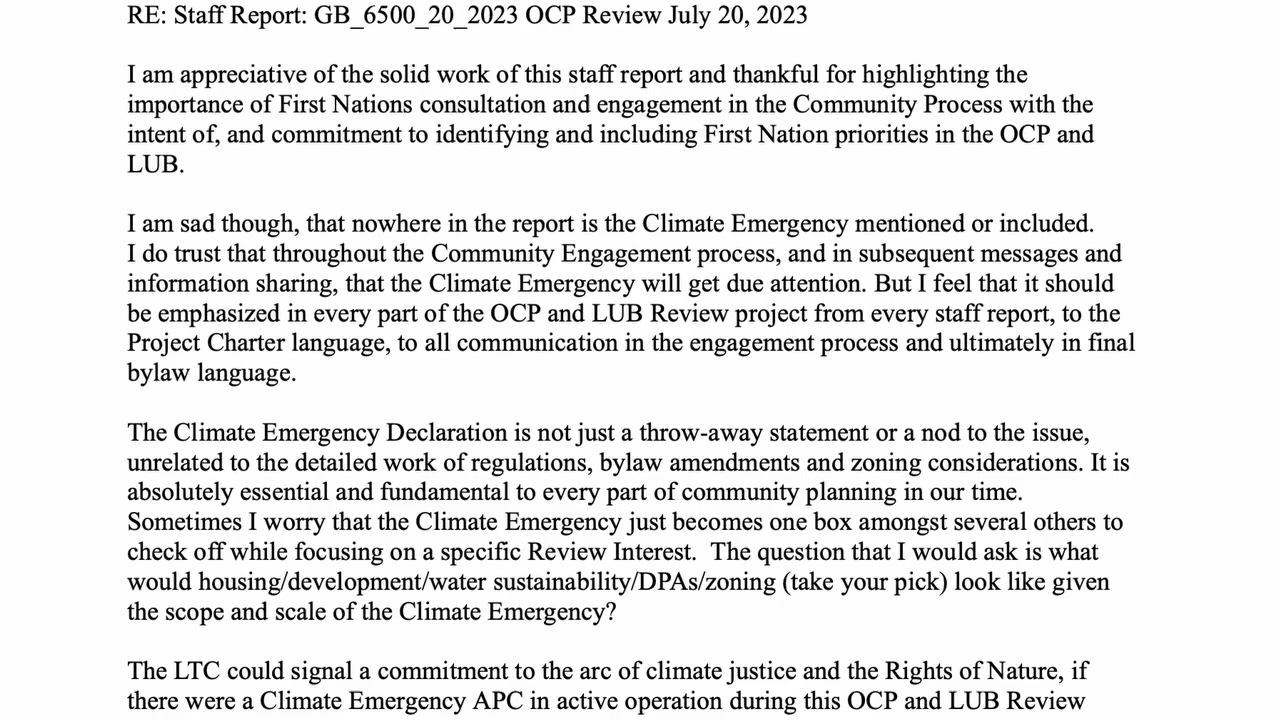 RE: Staff Report: GB_6500_20_2023 OCP Review July 20, 2023
I am appreciative of the solid work of this staff report and thankful for highlighting the
importance of First Nations consultation and engagement in the Community Process with the
intent of, and commitment to identifying and including First Nation priorities in the OCP and
LUB.
I am sad though, that nowhere in the report is the Climate Emergency mentioned or included.
I do trust that throughout the Community Engagement process, and in subsequent messages and
information sharing, that the Climate Emergency will get due attention. But I feel that it should
be emphasized in every part of the OCP and LUB Review project from every staff report, to the
Project Charter language, to all communication in the engagement process and ultimately in final
bylaw language.
The Climate Emergency Declaration is not just a throw-away statement or a nod to the issue,
unrelated to the detailed work of regulations, bylaw amendments and zoning considerations. It is
absolutely essential and fundamental to every part of community planning in our time.
Sometimes I worry that the Climate Emergency just becomes one box amongst several others to
check off while focusing on a specific Review Interest.  The question that I would ask is what
would housing/development/water sustainability/DPAs/zoning (take your pick) look like given
the scope and scale of the Climate Emergency?
The LTC could signal a commitment to the arc of climate justice and the Rights of Nature, if
there were a Climate Emergency APC in active operation during this OCP and LUB Review